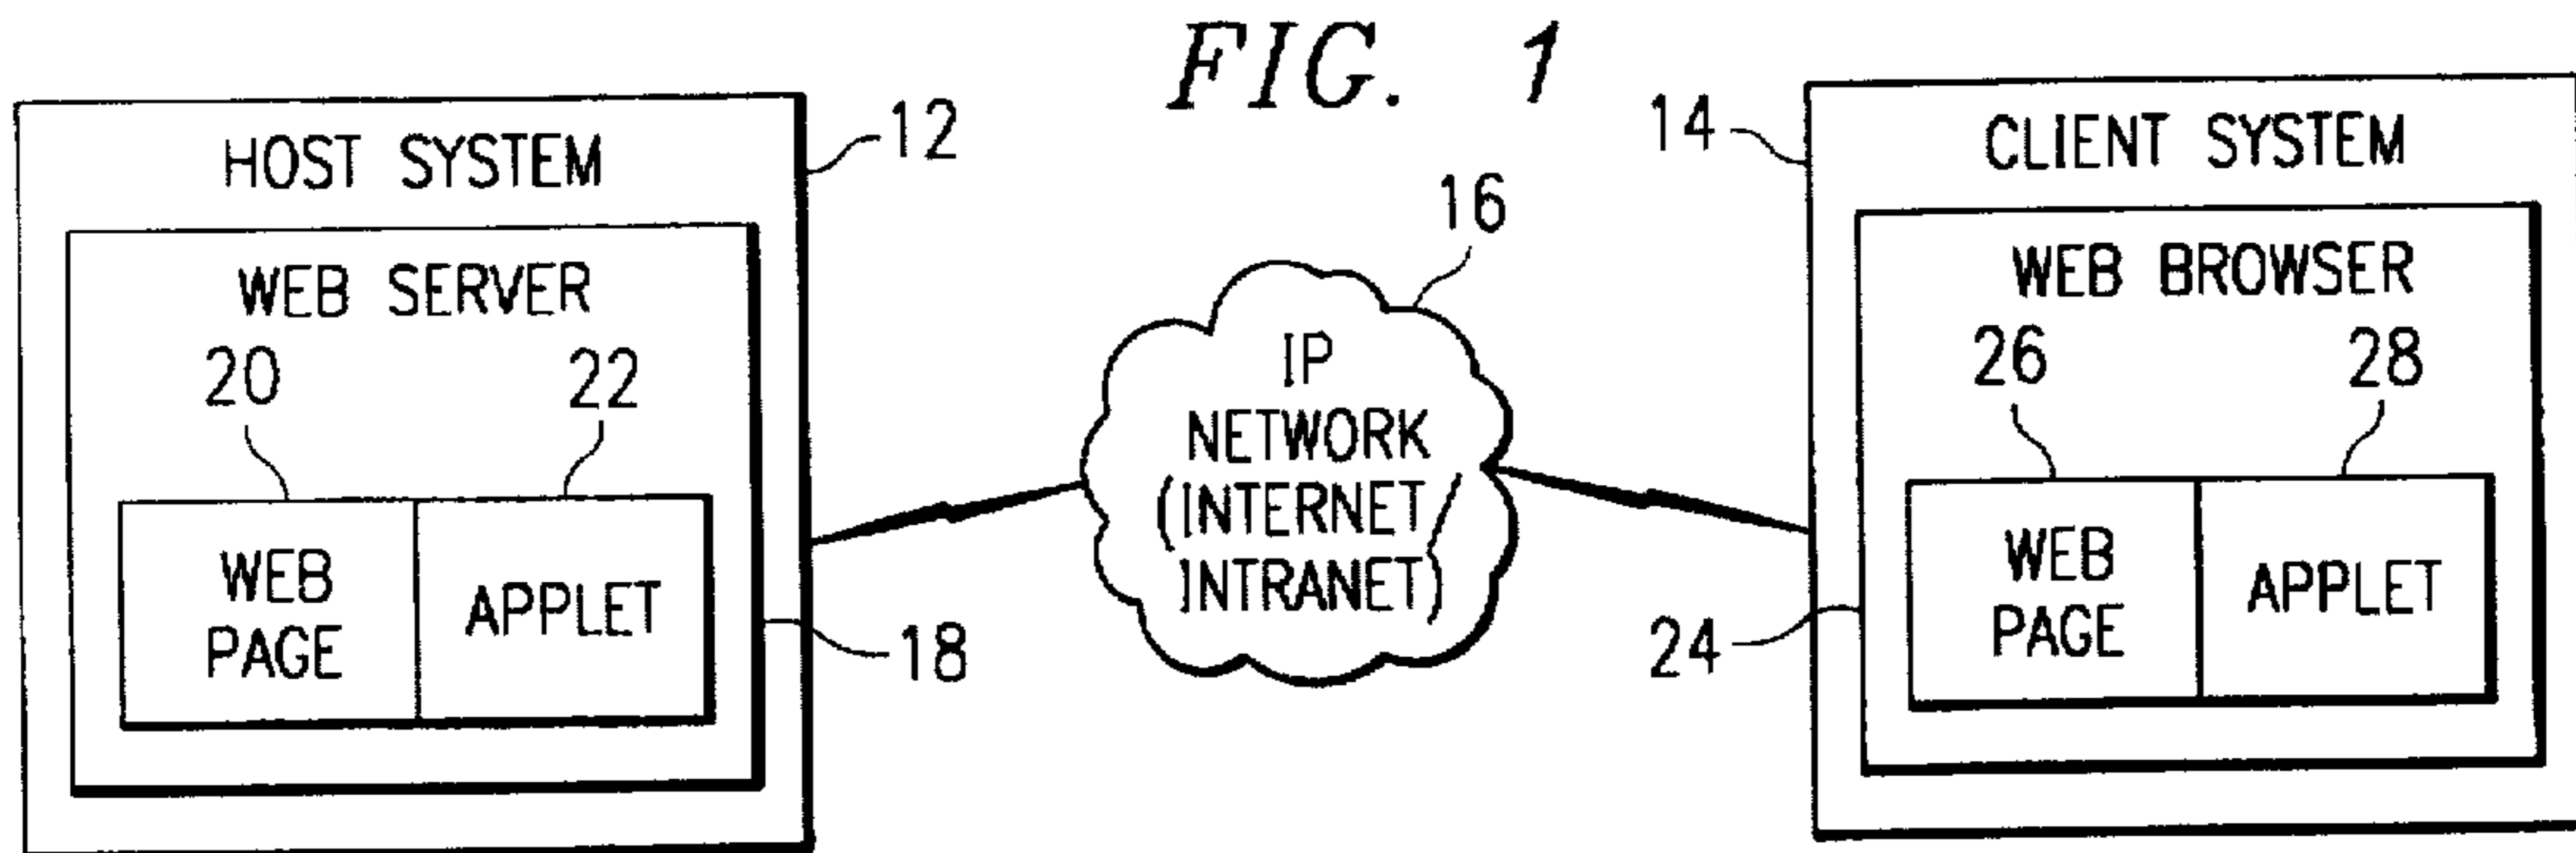 FIG. 1
HOST SYSTEM
12
WEB SERVER
20
22
WEB
PAGE
APPLET
18
16
IP
NETWORK
(INTERNET/
INTRANET)
14
CLIENT SYSTEM
WEB BROWSER
26
28
WEB
PAGE
APPLET
24